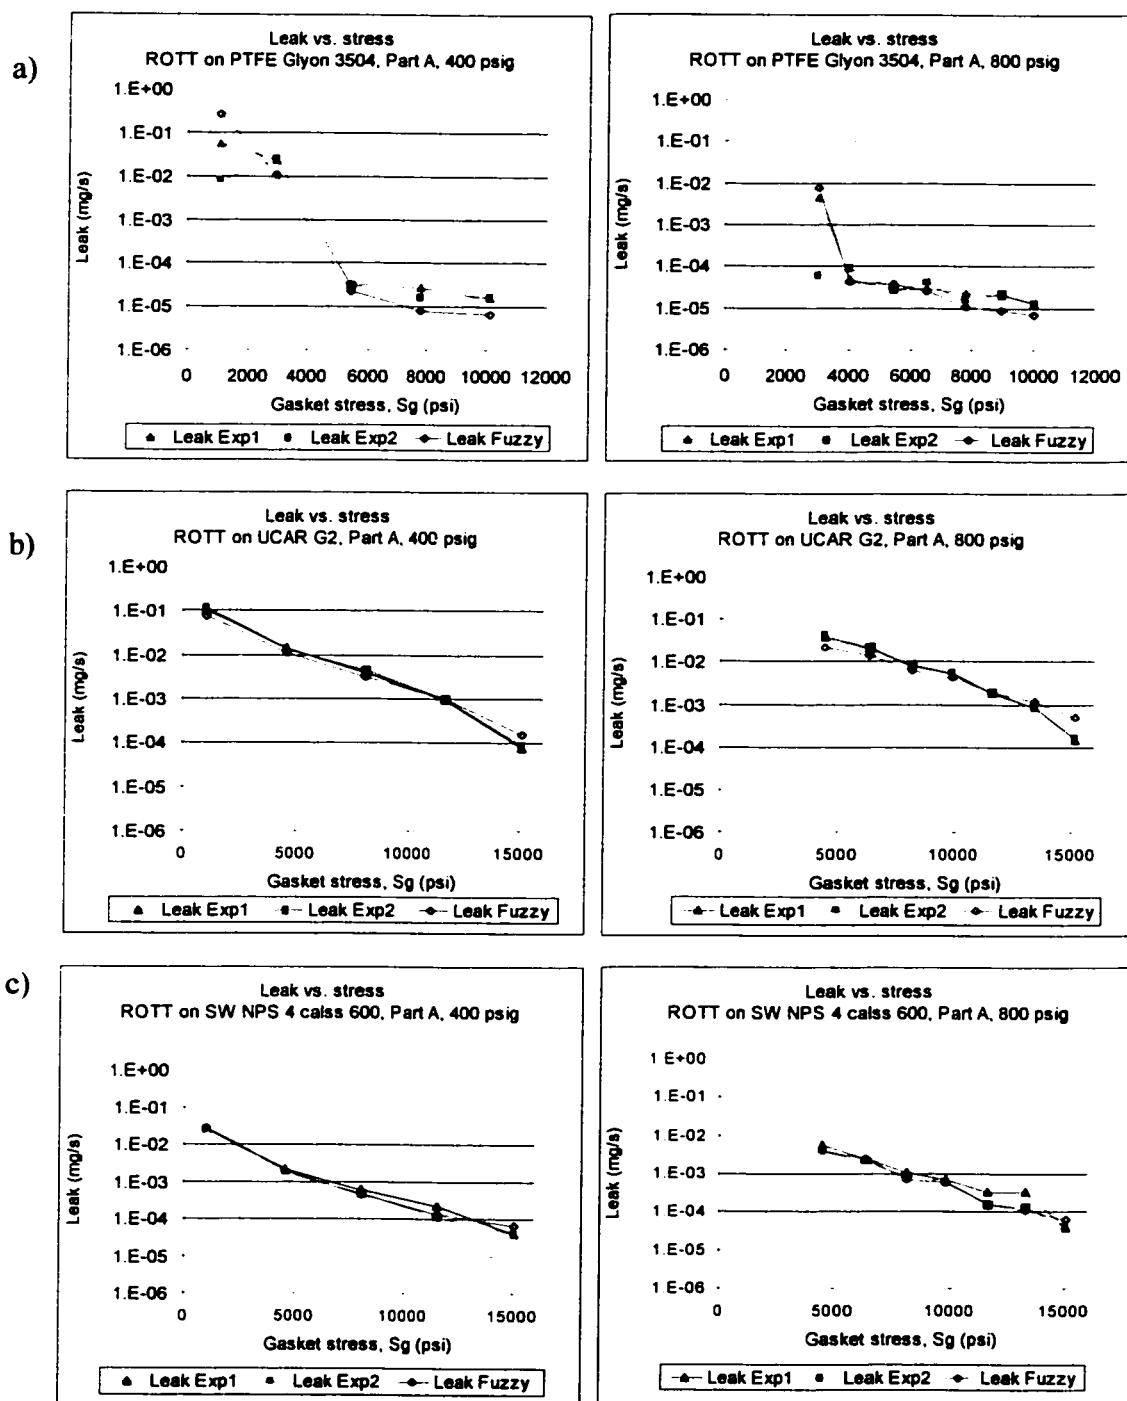 a)
Leak vs. stress
ROTT on PTFE Glyon 3504, Part A, 400 psig
1.E+00
1.E-01
1.E-02
1.E-03
1.E-04
1.E-05
1.E-06
Leak (mg/s)
0 2000 4000 6000 8000 10000 12000
Gasket stress, Sg (psi)
Leak Exp1 Leak Exp2 Leak Fuzzy
Leak vs. stress
ROTT on PTFE Glyon 3504, Part A, 800 psig
1.E+00
1.E-01
1.E-02
1.E-03
1.E-04
1.E-05
1.E-06
Leak (mg/s)
0 2000 4000 6000 8000 10000 12000
Gasket stress, Sg (psi)
Leak Exp1 Leak Exp2 Leak Fuzzy
b)
Leak vs. stress
ROTT on UCAR G2, Part A, 400 psig
1.E+00
1.E-01
1.E-02
1.E-03
1.E-04
1.E-05
1.E-06
Leak (mg/s)
0 5000 10000 15000
Gasket stress, Sg (psi)
Leak Exp1 Leak Exp2 Leak Fuzzy
Leak vs. stress
ROTT on UCAR G2, Part A, 800 psig
1.E+00
1.E-01
1.E-02
1.E-03
1.E-04
1.E-05
1.E-06
Leak (mg/s)
0 5000 10000 15000
Gasket stress, Sg (psi)
Leak Exp1 Leak Exp2 Leak Fuzzy
c)
Leak vs. stress
ROTT on SW NPS 4 calss 600, Part A, 400 psig
1.E+00
1.E-01
1.E-02
1.E-03
1.E-04
1.E-05
1.E-06
Leak (mg/s)
0 5000 10000 15000
Gasket stress, Sg (psi)
Leak Exp1 Leak Exp2 Leak Fuzzy
Leak vs. stress
ROTT on SW NPS 4 calss 600, Part A, 800 psig
1 E+00
1.E-01
1.E-02
1.E-03
1.E-04
1.E-05
1.E-06
Leak (mg/s)
0 5000 10000 15000
Gasket stress, Sg (psi)
Leak Exp1 Leak Exp2 Leak Fuzzy